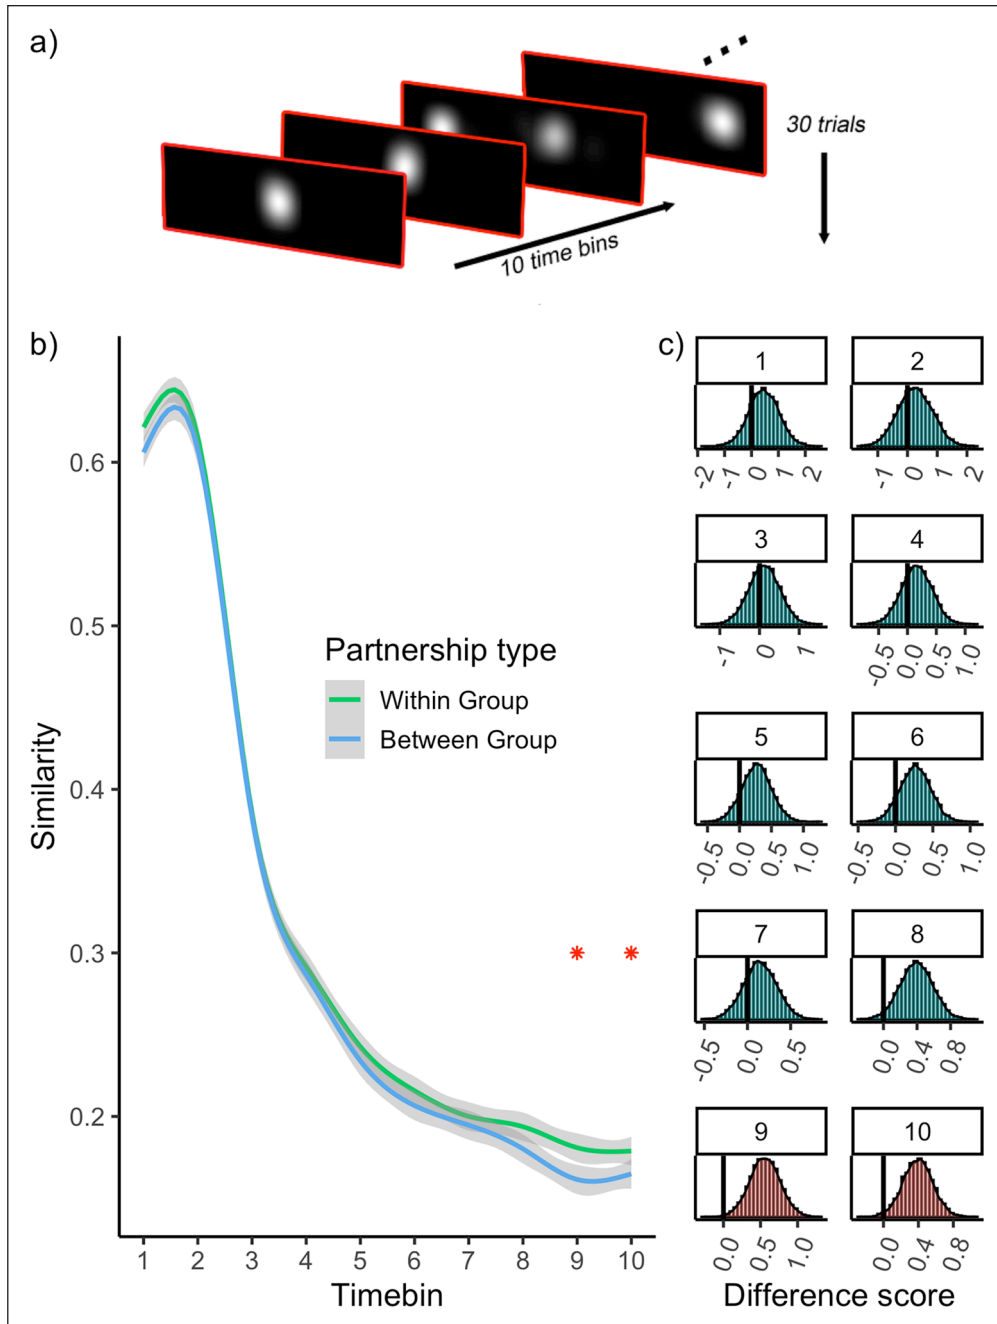 a)
30 trials
10 time bins
b)
Similarity
0.6
0.5
0.4
0.3
0.2
Partnership type
Within Group
Between Group
* *
1 2 3 4 5 6 7 8 9 10
Timebin
c)
1 2
-2 -1 0 1 2 -1 0 1 2
3 4
-1 0 1 -0.5 0.0 0.5 1.0
5 6
-0.5 0.0 0.5 1.0 -0.5 0.0 0.5 1.0
7 8
-0.5 0.0 0.5 0.0 0.4 0.8
9 10
0.0 0.5 1.0 0.0 0.4 0.8
Difference score